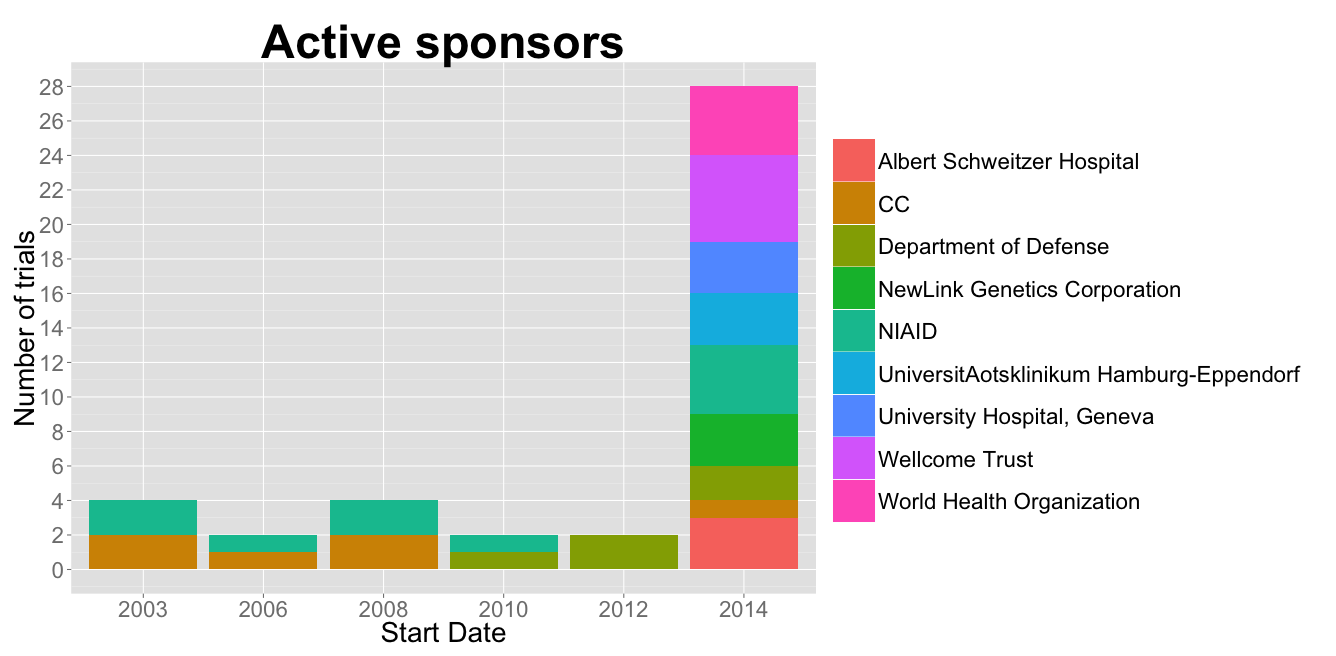 Active sponsors
Number of trials
28
26
24
22
20
18
16
14
12
10
8
6
4
2
0
2003 2006 2008 2010 2012 2014
Start Date
Albert Schweitzer Hospital
CC
Department of Defense
NewLink Genetics Corporation
NIAID
UniversitAotsklinikum Hamburg-Eppendorf
University Hospital, Geneva
Wellcome Trust
World Health Organization